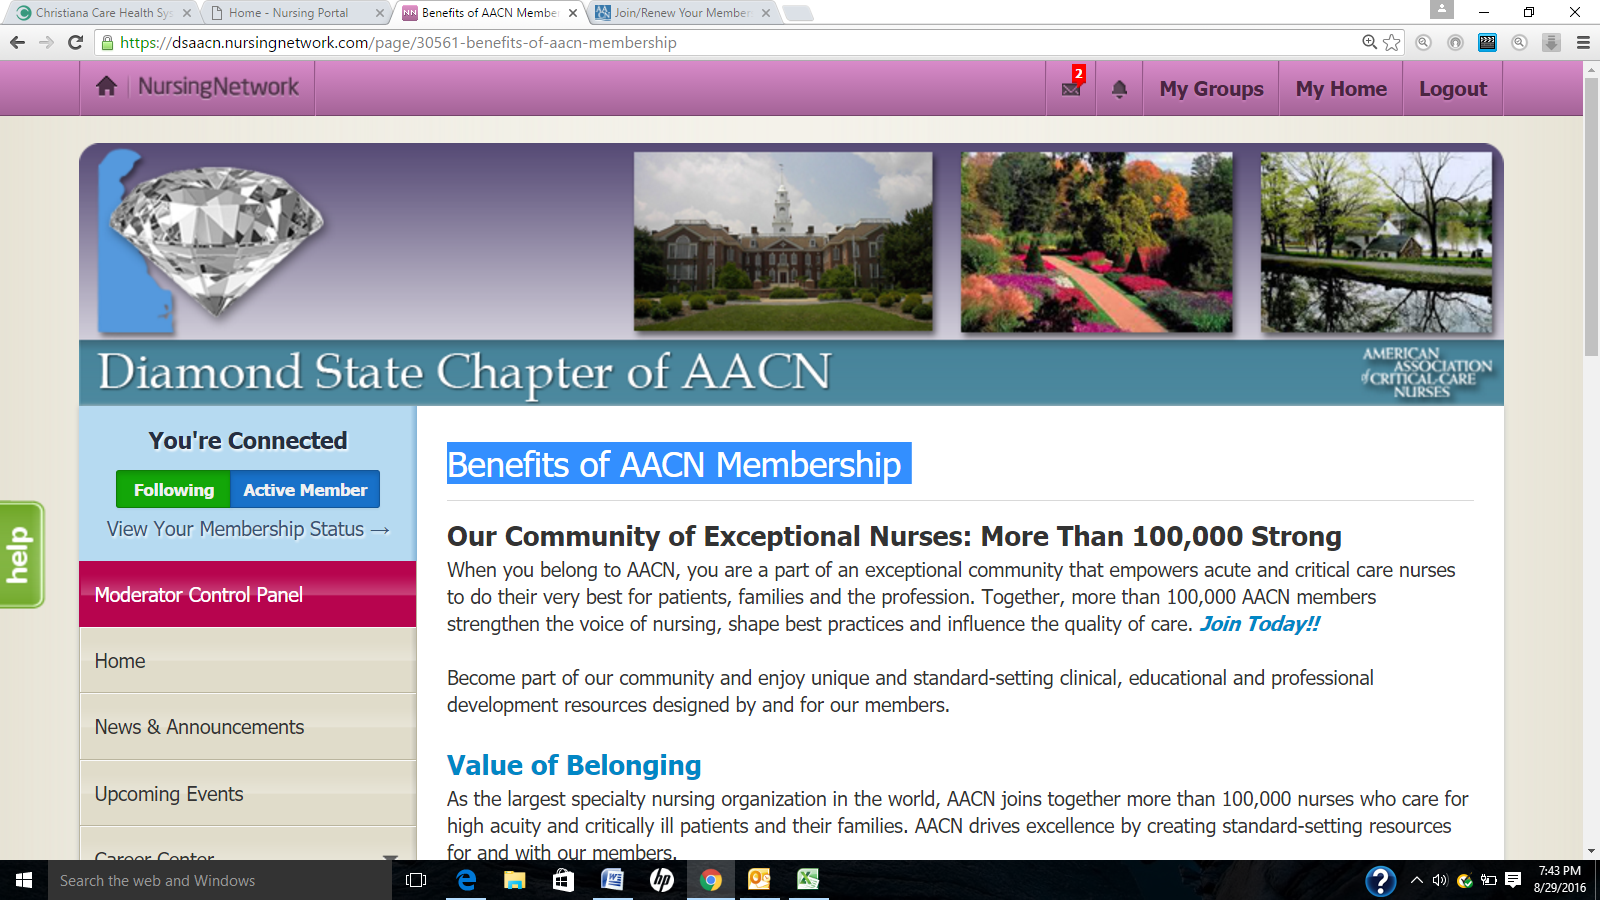 Christiana Care Health Sys
Home - Nursing Portal
NN
Benefits of AACN Member
Join/Renew Your Member
https://dsaacn.nursingnetwork.com/page/30561-benefits-of-aacn-membership
NursingNetwork
2
My Groups
My Home
Logout
Diamond State Chapter of AACN
AMERICAN
ASSOCIATION
of CRITICAL-CARE
NURSES
You're Connected
Following
Active Member
View Your Membership Status →
help
Moderator Control Panel
Home
News & Announcements
Upcoming Events
Career Center
Benefits of AACN Membership
Our Community of Exceptional Nurses: More Than 100,000 Strong
When you belong to AACN, you are a part of an exceptional community that empowers acute and critical care nurses
to do their very best for patients, families and the profession. Together, more than 100,000 AACN members
strengthen the voice of nursing, shape best practices and influence the quality of care. Join Today!!
Become part of our community and enjoy unique and standard-setting clinical, educational and professional
development resources designed by and for our members.
Value of Belonging
As the largest specialty nursing organization in the world, AACN joins together more than 100,000 nurses who care for
high acuity and critically ill patients and their families. AACN drives excellence by creating standard-setting resources
for and with our members.
Search the web and Windows
hp
?
7:43 PM
8/29/2016